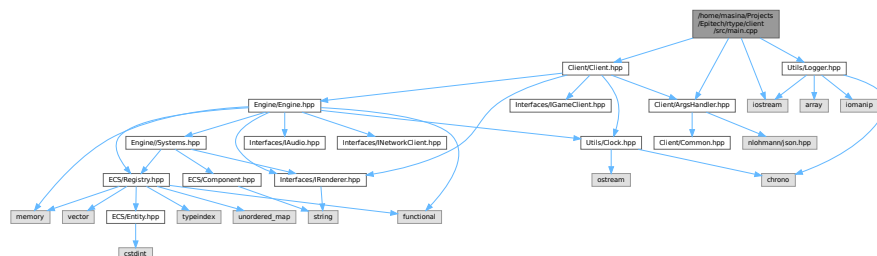 /home/masina/Projects
/Epitech/rtype/client
/src/main.cpp
Client/Client.hpp
Utils/Logger.hpp
Engine/Engine.hpp
Interfaces/IGameClient.hpp
Client/ArgsHandler.hpp
iostream
array
iomanip
Engine//Systems.hpp
Interfaces/IAudio.hpp
Interfaces/INetworkClient.hpp
Utils/Clock.hpp
Client/Common.hpp
nlohmann/json.hpp
ECS/Registry.hpp
ECS/Component.hpp
Interfaces/IRenderer.hpp
ostream
chrono
memory
vector
ECS/Entity.hpp
typeindex
unordered_map
string
functional
cstdint